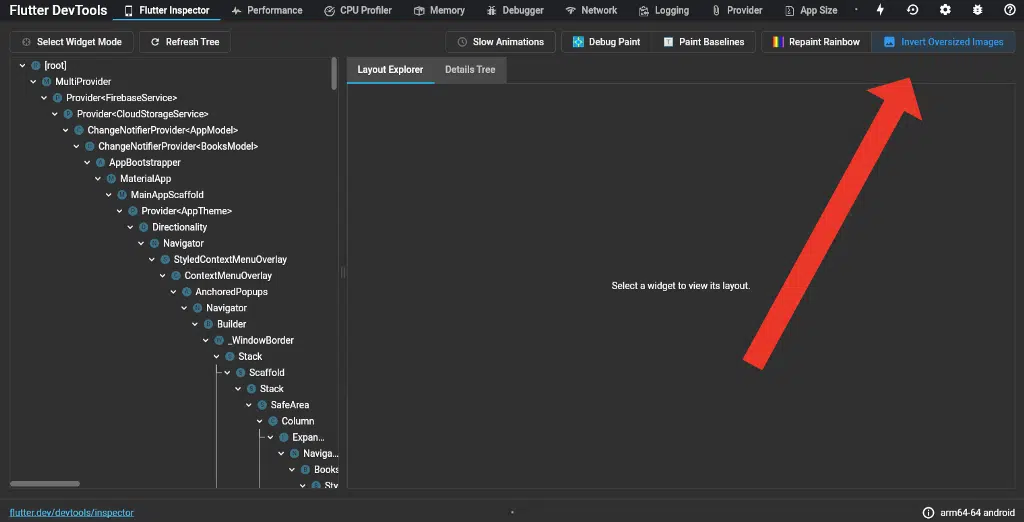 Flutter DevTools Flutter Inspector Performance CPU Profiler Memory Debugger Network Logging Provider App Size
Select Widget Mode Refresh Tree Slow Animations Debug Paint Paint Baselines Repaint Rainbow Invert Oversized Images
Layout Explorer Details Tree
[root]
MultiProvider
Provider<FirebaseService>
Provider<CloudStorageService>
ChangeNotifierProvider<AppModel>
ChangeNotifierProvider<BooksModel>
AppBootstrapper
MaterialApp
MainAppScaffold
Provider<AppTheme>
Directionality
Navigator
StyledContextMenuOverlay
ContextMenuOverlay
AnchoredPopups
Navigator
Builder
_WindowBorder
Stack
Scaffold
Stack
SafeArea
Column
Expan...
Naviga...
Books
Sty
Select a widget to view its layout.
flutter.dev/devtools/inspector
arm64-64 android